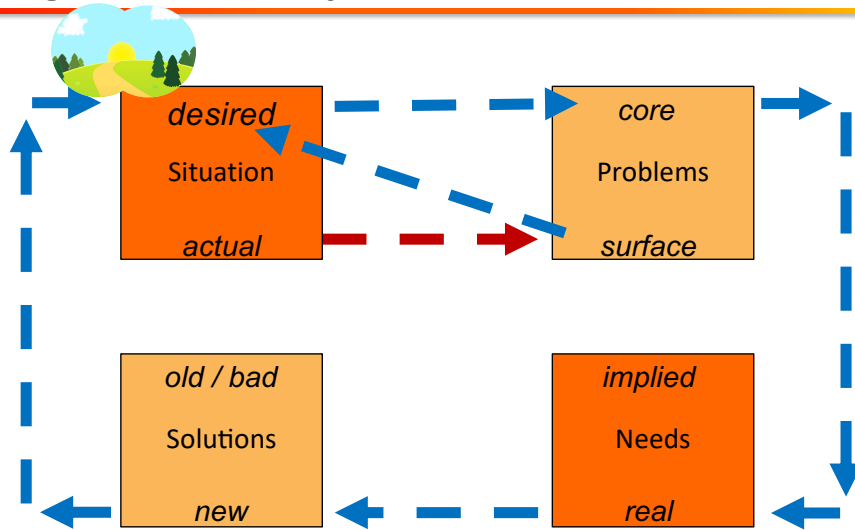 desired
Situation
actual
core
Problems
surface
old / bad
Solutions
new
implied
Needs
real